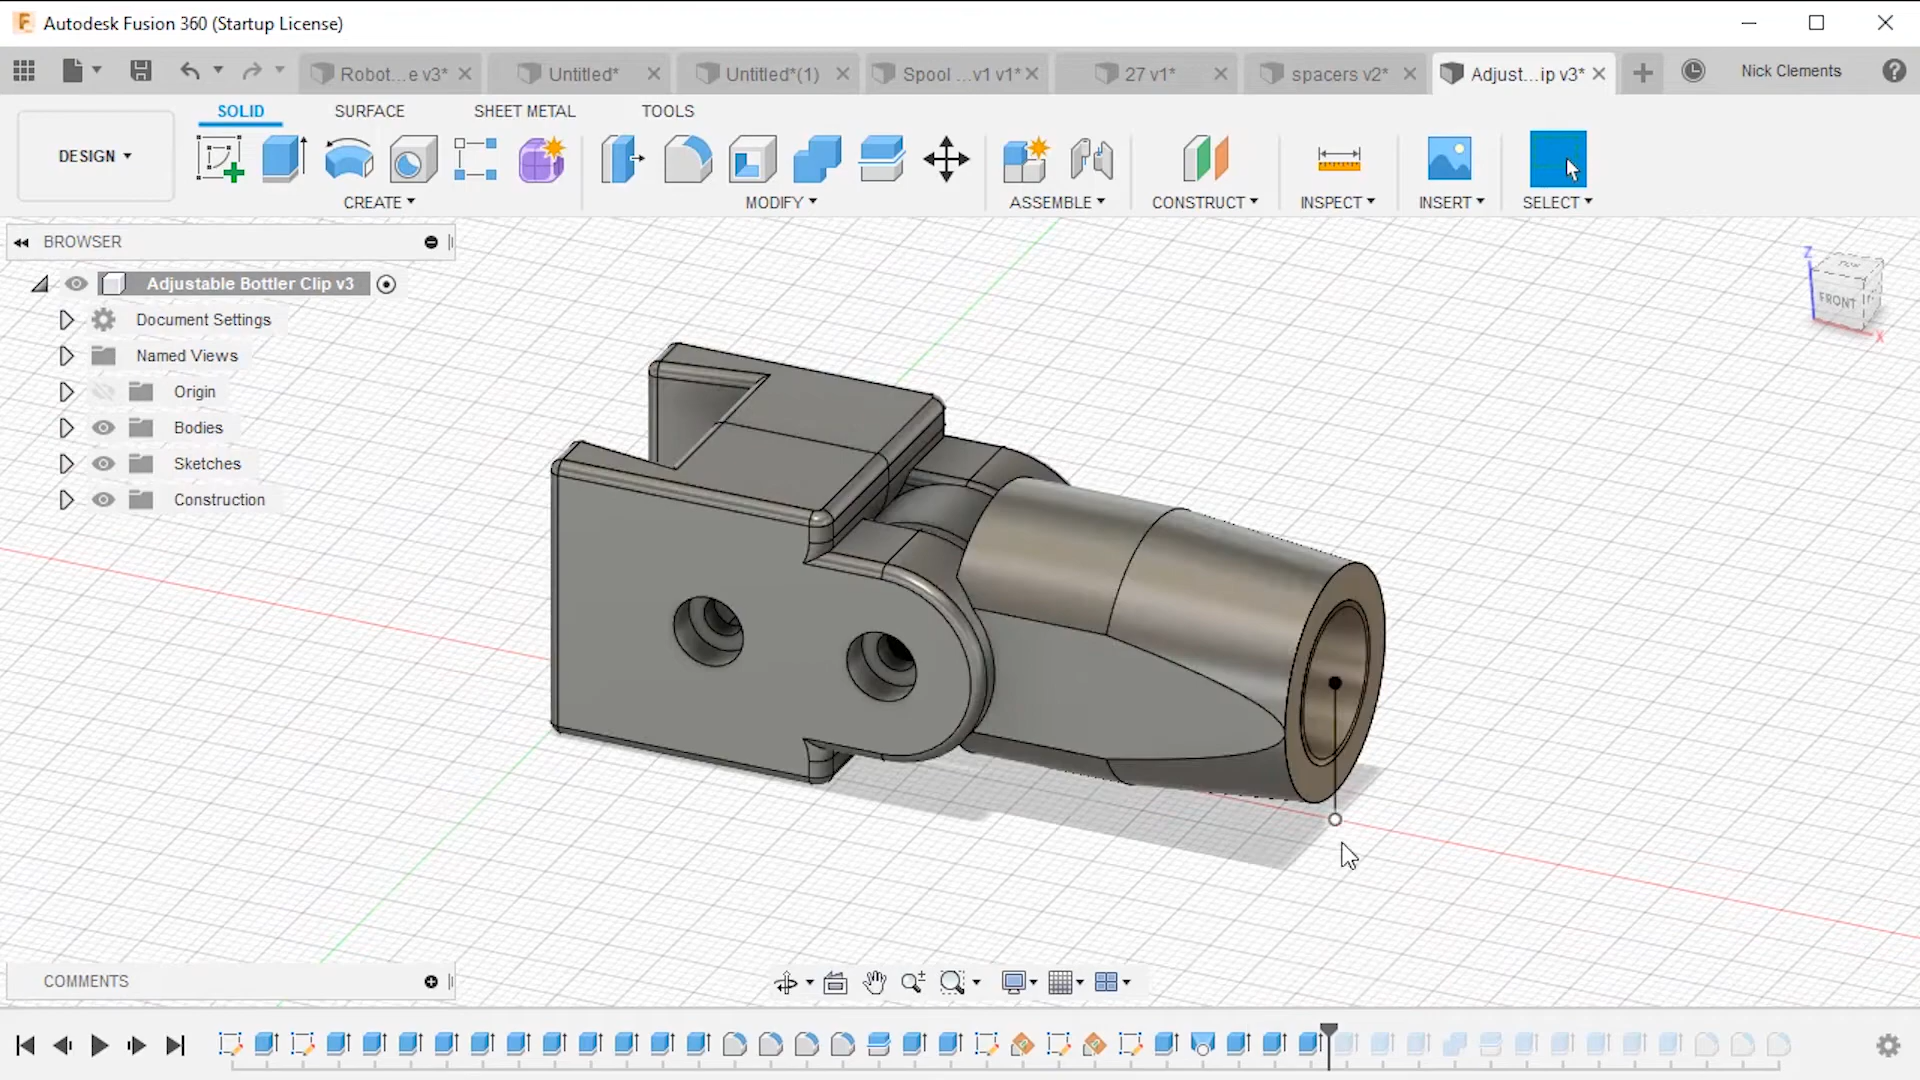 Autodesk Fusion 360 (Startup License)
Robot...e v3*
Untitled*
Untitled*(1)
Spool ...v1 v1*
27 v1*
spacers v2*
Adjust...ip v3*
Nick Clements
SOLID
SURFACE
SHEET METAL
TOOLS
DESIGN
CREATE
MODIFY
ASSEMBLE
CONSTRUCT
INSPECT
INSERT
SELECT
BROWSER
Adjustable Bottler Clip v3
Document Settings
Named Views
Origin
Bodies
Sketches
Construction
Z
TOP
FRONT
X
COMMENTS